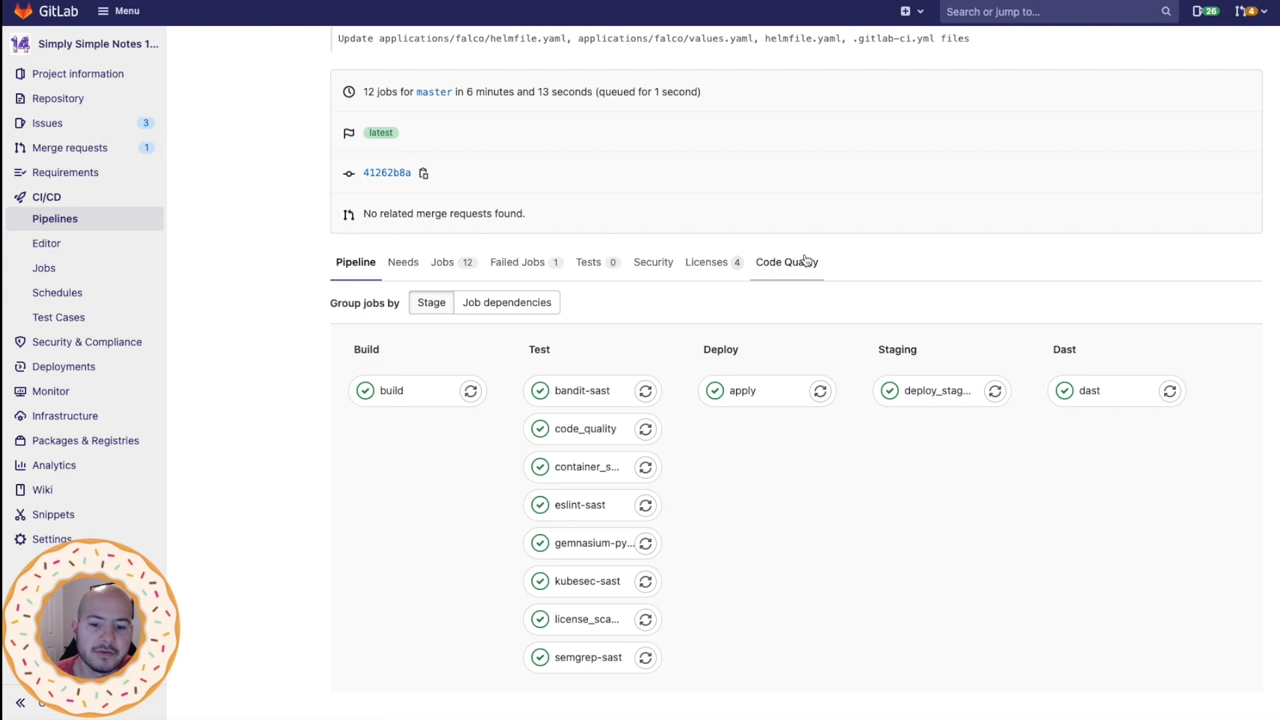 GitLab
Menu
Search or jump to...
26
4
Simply Simple Notes 1...
Project information
Repository
Issues 3
Merge requests 1
Requirements
CI/CD
Pipelines
Editor
Jobs
Schedules
Test Cases
Security & Compliance
Deployments
Monitor
Infrastructure
Packages & Registries
Analytics
Wiki
Snippets
Settings
Update applications/falco/helmfile.yaml, applications/falco/values.yaml, helmfile.yaml, .gitlab-ci.yml files
12 jobs for master in 6 minutes and 13 seconds (queued for 1 second)
latest
41262b8a
No related merge requests found.
Pipeline Needs Jobs 12 Failed Jobs 1 Tests 0 Security Licenses 4 Code Quality
Group jobs by Stage Job dependencies
Build Test Deploy Staging Dast
build bandit-sast apply deploy_stag... dast
code_quality
container_s...
eslint-sast
gemnasium-py...
kubesec-sast
license_sca...
semgrep-sast